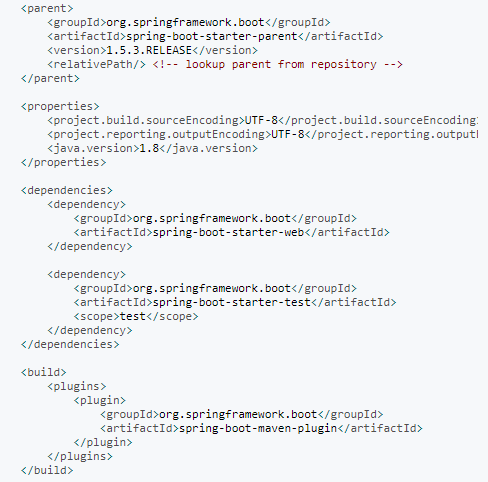 <parent>
    <groupId>org.springframework.boot</groupId>
    <artifactId>spring-boot-starter-parent</artifactId>
    <version>1.5.3.RELEASE</version>
    <relativePath/> <!-- lookup parent from repository -->
</parent>

<properties>
    <project.build.sourceEncoding>UTF-8</project.build.sourceEncoding
    <project.reporting.outputEncoding>UTF-8</project.reporting.output
    <java.version>1.8</java.version>
</properties>

<dependencies>
    <dependency>
        <groupId>org.springframework.boot</groupId>
        <artifactId>spring-boot-starter-web</artifactId>
    </dependency>

    <dependency>
        <groupId>org.springframework.boot</groupId>
        <artifactId>spring-boot-starter-test</artifactId>
        <scope>test</scope>
    </dependency>
</dependencies>

<build>
    <plugins>
        <plugin>
            <groupId>org.springframework.boot</groupId>
            <artifactId>spring-boot-maven-plugin</artifactId>
        </plugin>
    </plugins>
</build>